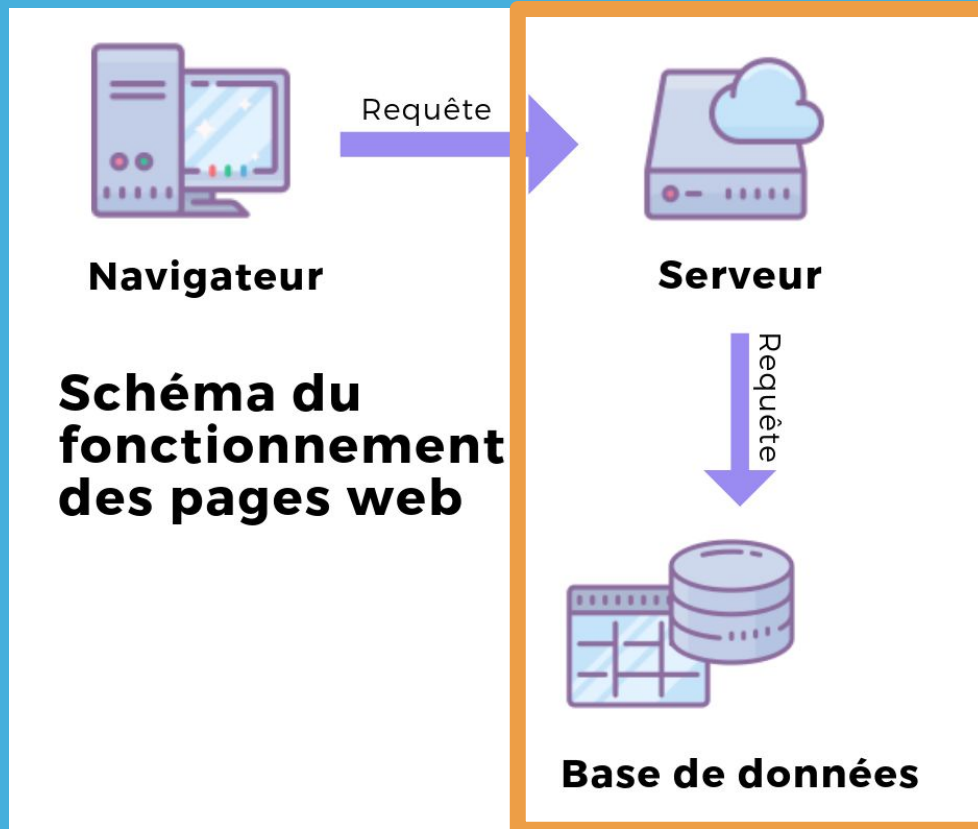 Requête
Navigateur
Serveur
Requête
Schéma du
fonctionnement
des pages web
Base de données